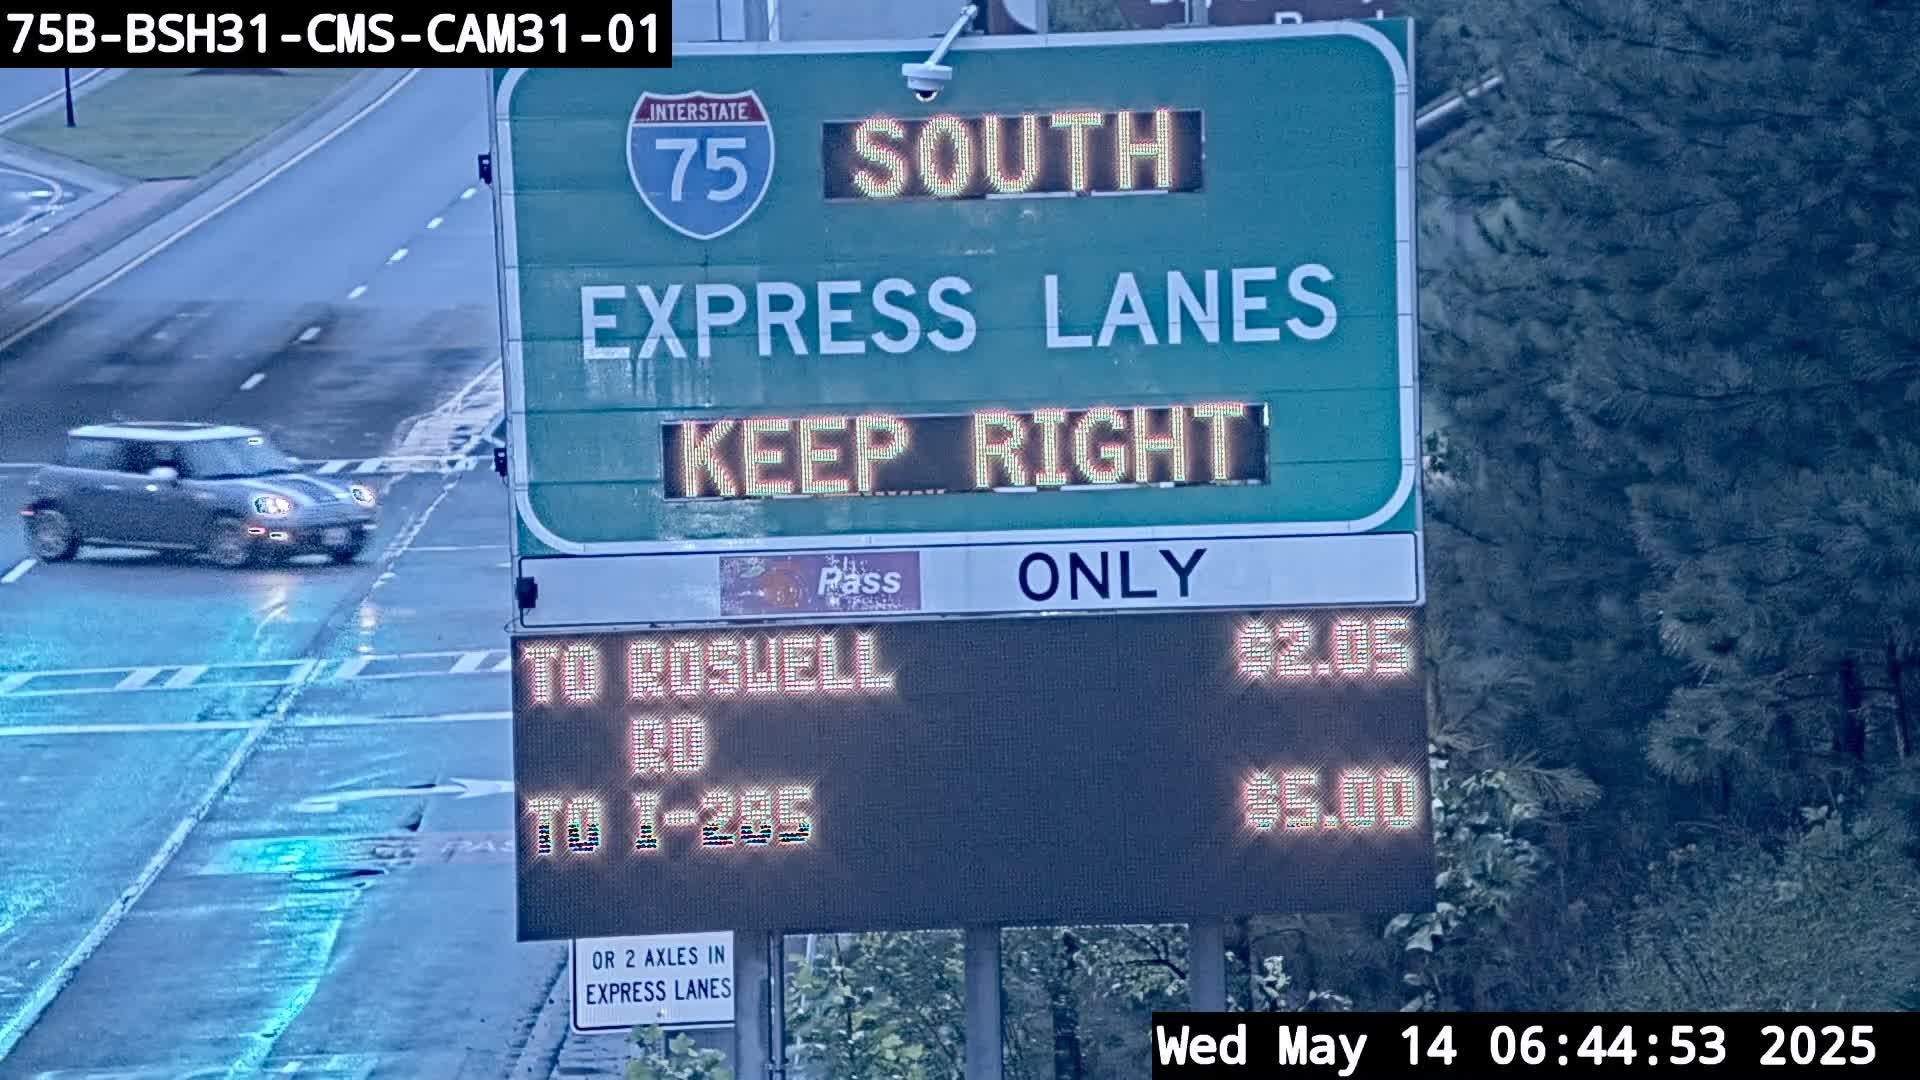 75B-BSH31-CMS-CAM31-01
INTERSTATE
75
SOUTH
EXPRESS LANES
KEEP RIGHT
Pass ONLY
TO ROSWELL $2.05
RD
TO I-285 $5.00
OR 2 AXLES IN
EXPRESS LANES
Wed May 14 06:44:53 2025